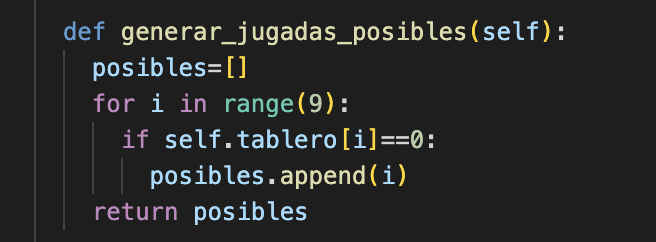 def generar_jugadas_posibles(self):
posibles=[]
for i in range(9):
if self.tablero[i]==0:
posibles.append(i)
return posibles